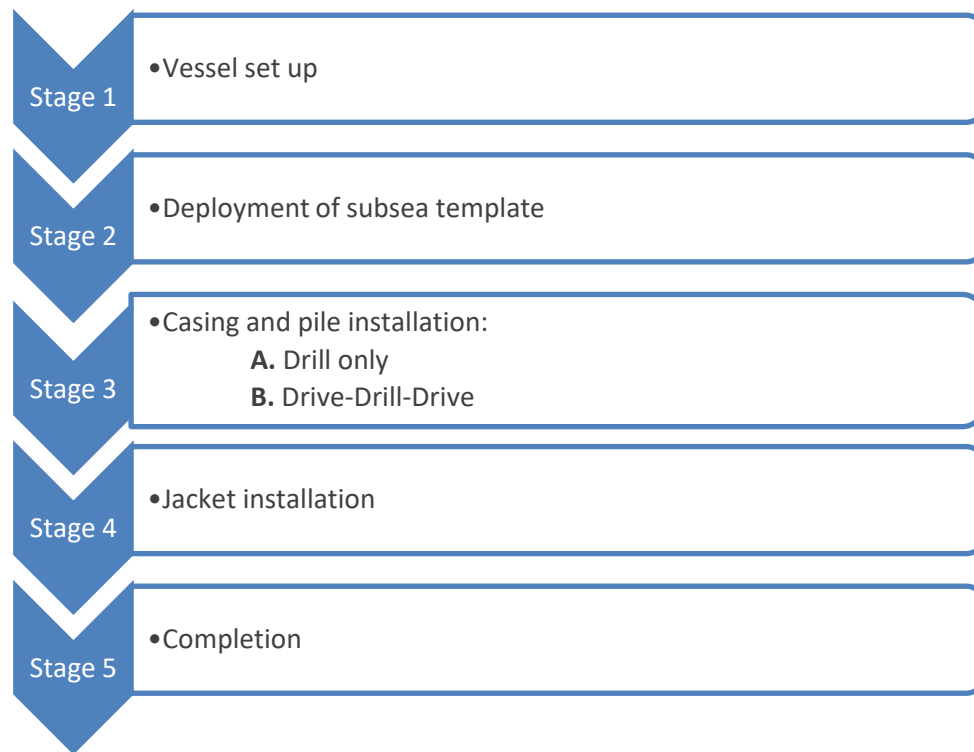 Stage 1
•Vessel set up
Stage 2
•Deployment of subsea template
Stage 3
•Casing and pile installation:
A. Drill only
B. Drive-Drill-Drive
Stage 4
•Jacket installation
Stage 5
•Completion